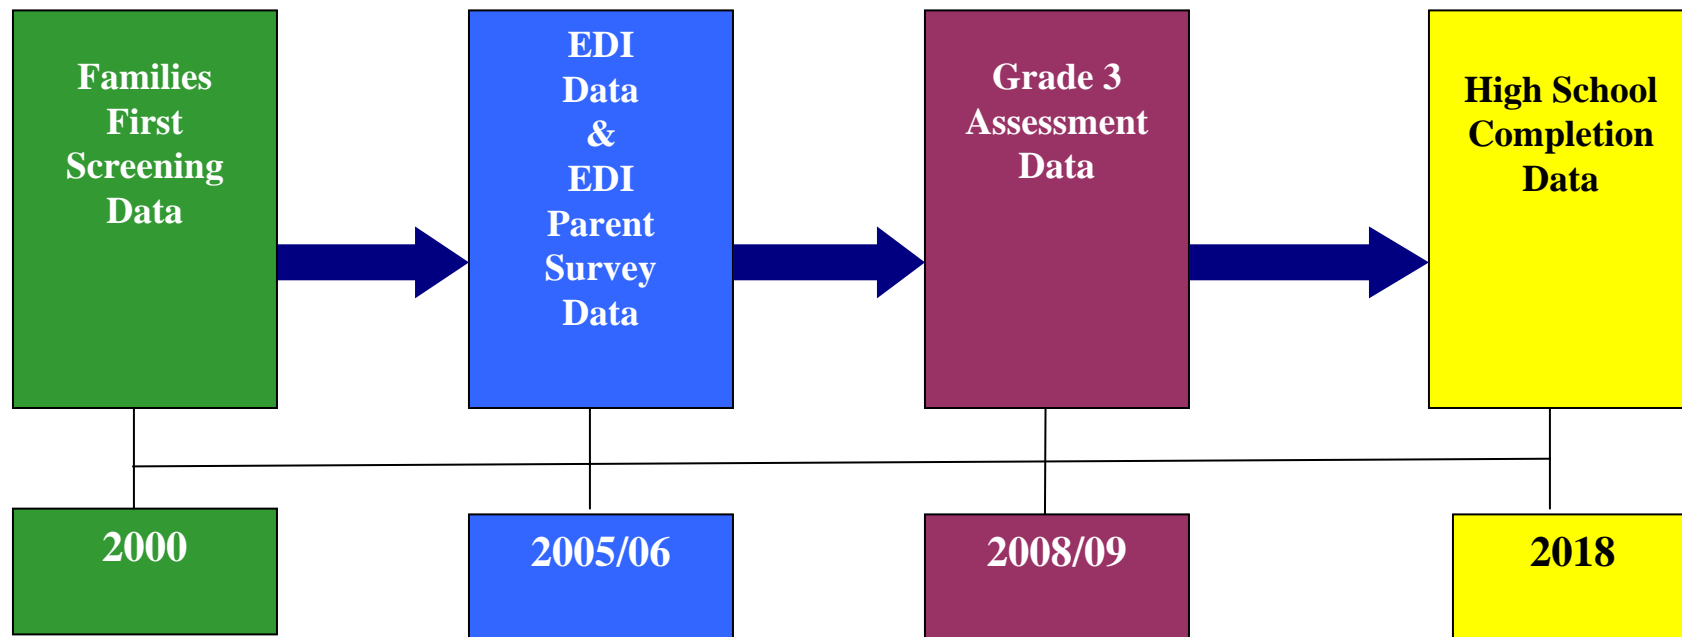 Families
First
Screening
Data
EDI
Data
&
EDI
Parent
Survey
Data
Grade 3
Assessment
Data
High School
Completion
Data
2000
2005/06
2008/09
2018